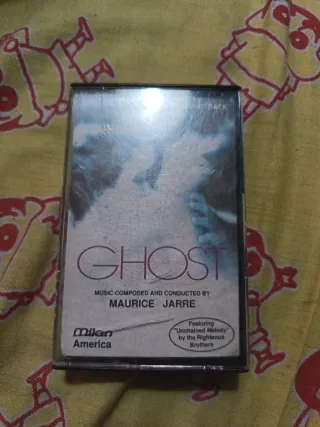 GHOST
MUSIC COMPOSED AND CONDUCTED BY
MAURICE JARRE
milan
America
Featuring
"Unchained Melody"
by the Righteous
Brothers